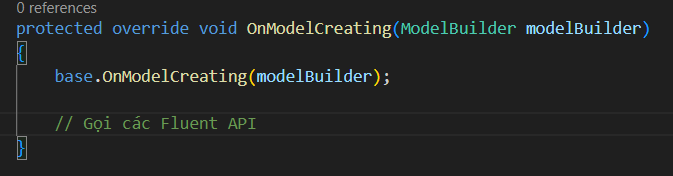 0 references
protected override void OnModelCreating(ModelBuilder modelBuilder)
{
    base.OnModelCreating(modelBuilder);
    // Gọi các Fluent API
}